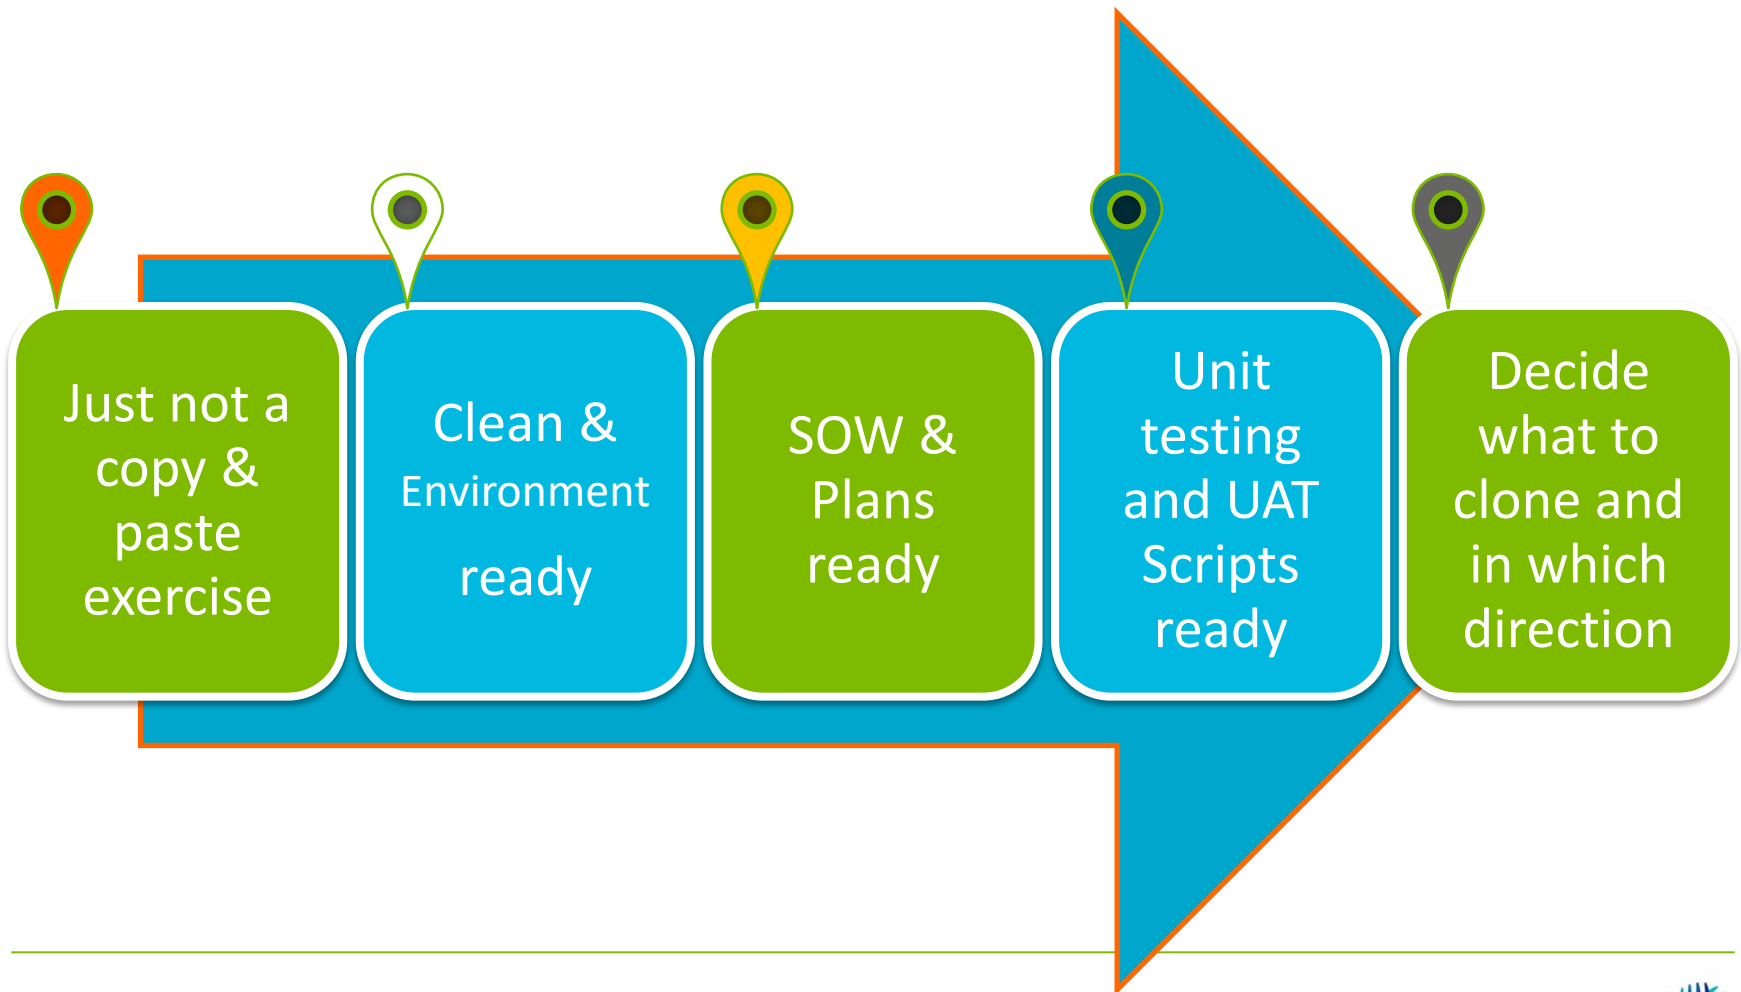 Just not a
copy &
paste
exercise
Clean &
Environment
ready
SOW &
Plans
ready
Unit
testing
and UAT
Scripts
ready
Decide
what to
clone and
in which
direction